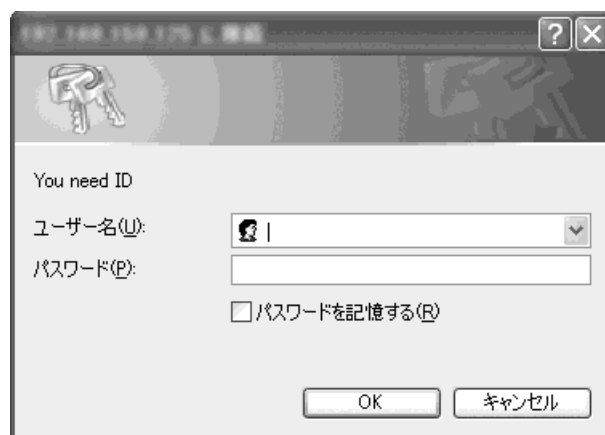 You need ID
ユーザー名(U):
パスワード(P):
パスワードを記憶する(R)
OK
キャンセル